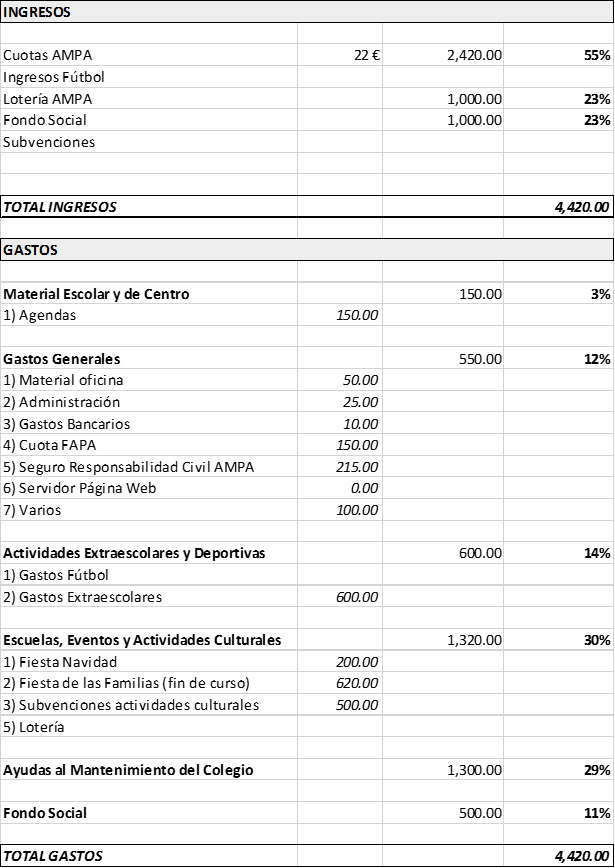 INGRESOS
Cuotas AMPA 22 € 2,420.00 55%
Ingresos Fútbol
Lotería AMPA 1,000.00 23%
Fondo Social 1,000.00 23%
Subvenciones
TOTAL INGRESOS 4,420.00
GASTOS
Material Escolar y de Centro 150.00 3%
1) Agendas 150.00
Gastos Generales 550.00 12%
1) Material oficina 50.00
2) Administración 25.00
3) Gastos Bancarios 10.00
4) Cuota FAPA 150.00
5) Seguro Responsabilidad Civil AMPA 215.00
6) Servidor Página Web 0.00
7) Varios 100.00
Actividades Extraescolares y Deportivas 600.00 14%
1) Gastos Fútbol
2) Gastos Extraescolares 600.00
Escuelas, Eventos y Actividades Culturales 1,320.00 30%
1) Fiesta Navidad 200.00
2) Fiesta de las Familias (fin de curso) 620.00
3) Subvenciones actividades culturales 500.00
5) Lotería
Ayudas al Mantenimiento del Colegio 1,300.00 29%
Fondo Social 500.00 11%
TOTAL GASTOS 4,420.00